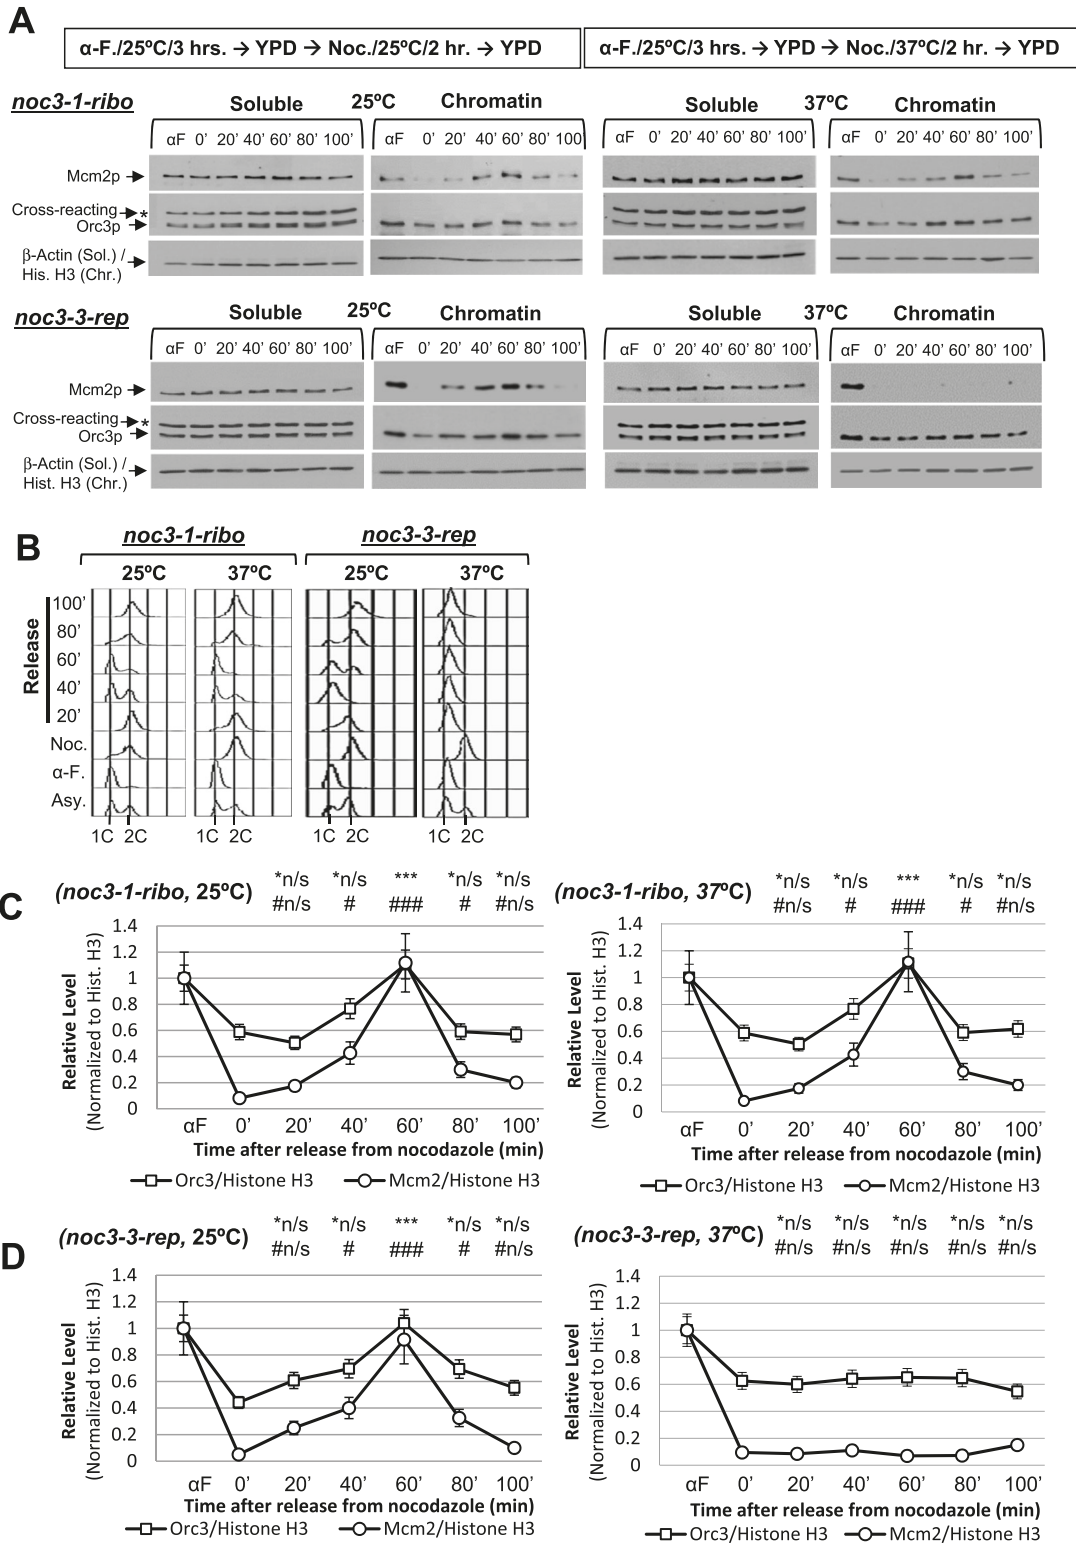 A
α-F./25ºC/3 hrs. → YPD → Noc./25ºC/2 hr. → YPD
α-F./25ºC/3 hrs. → YPD → Noc./37ºC/2 hr. → YPD
noc3-1-ribo
Soluble 25ºC Chromatin
Soluble 37ºC Chromatin
αF 0’ 20’ 40’ 60’ 80’ 100’
αF 0’ 20’ 40’ 60’ 80’ 100
αF 0’ 20’ 40’ 60’ 80’ 100’
αF 0’ 20’ 40’ 60’ 80’ 100’
Mcm2p
Cross-reacting *
Orc3p
β-Actin (Sol.) /
His. H3 (Chr.)
noc3-3-rep
Soluble 25ºC Chromatin
Soluble 37ºC Chromatin
αF 0’ 20’ 40’ 60’ 80’ 100’
αF 0’ 20’ 40’ 60’ 80’ 100’
αF 0’ 20’ 40’ 60’ 80’ 100’
αF 0’ 20’ 40’ 60’ 80’ 100’
Mcm2p
Cross-reacting *
Orc3p
β-Actin (Sol.) /
Hist. H3 (Chr.)
B
noc3-1-ribo
noc3-3-rep
25ºC 37ºC
25ºC 37ºC
Release
100’
80’
60’
40’
20’
Noc.
α-F.
Asy.
1C 2C 1C 2C 1C 2C 1C 2C
C
(noc3-1-ribo, 25ºC)
*n/s *n/s *** *n/s *n/s
#n/s # ### # #n/s
Relative Level
(Normalized to Hist. H3)
1.4
1.2
1
0.8
0.6
0.4
0.2
0
αF 0’ 20’ 40’ 60’ 80’ 100’
Time after release from nocodazole (min)
Orc3/Histone H3 Mcm2/Histone H3
(noc3-1-ribo, 37ºC)
*n/s *n/s *** *n/s *n/s
#n/s # ### # #n/s
Relative Level
(Normalized to Hist. H3)
1.4
1.2
1
0.8
0.6
0.4
0.2
0
αF 0’ 20’ 40’ 60’ 80’ 100’
Time after release from nocodazole (min)
Orc3/Histone H3 Mcm2/Histone H3
D
(noc3-3-rep, 25ºC)
*n/s *n/s *** *n/s *n/s
#n/s # ### # #n/s
Relative Level
(Normalized to Hist. H3)
1.4
1.2
1
0.8
0.6
0.4
0.2
0
αF 0’ 20’ 40’ 60’ 80’ 100’
Time after release from nocodazole (min)
Orc3/Histone H3 Mcm2/Histone H3
(noc3-3-rep, 37ºC)
*n/s *n/s *n/s *n/s *n/s
#n/s #n/s #n/s #n/s #n/s
Relative Level
(Normalized to Hist. H3)
1.4
1.2
1
0.8
0.6
0.4
0.2
0
αF 0’ 20’ 40’ 60’ 80’ 100’
Time after release from nocodazole (min)
Orc3/Histone H3 Mcm2/Histone H3